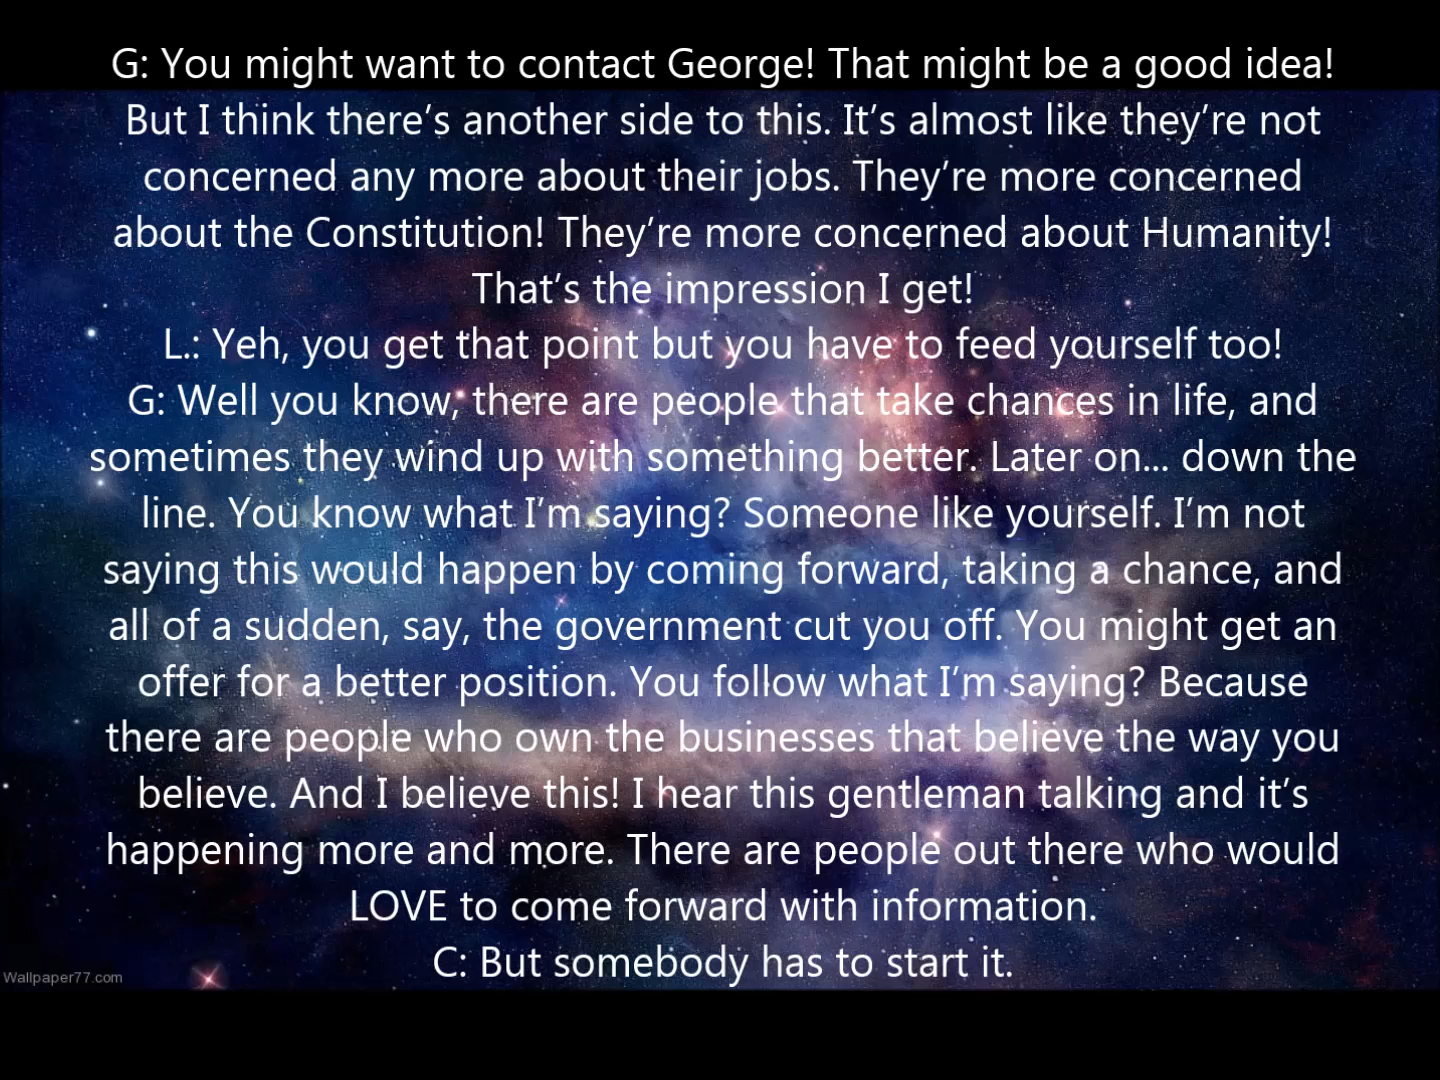 G: You might want to contact George! That might be a good idea!
But I think there’s another side to this. It’s almost like they’re not
concerned any more about their jobs. They’re more concerned
about the Constitution! They’re more concerned about Humanity!
That’s the impression I get!
L.: Yeh, you get that point but you have to feed yourself too!
G: Well you know, there are people that take chances in life, and
sometimes they wind up with something better. Later on... down the
line. You know what I’m saying? Someone like yourself. I’m not
saying this would happen by coming forward, taking a chance, and
all of a sudden, say, the government cut you off. You might get an
offer for a better position. You follow what I’m saying? Because
there are people who own the businesses that believe the way you
believe. And I believe this! I hear this gentleman talking and it’s
happening more and more. There are people out there who would
LOVE to come forward with information.
C: But somebody has to start it.
Wallpaper77.com